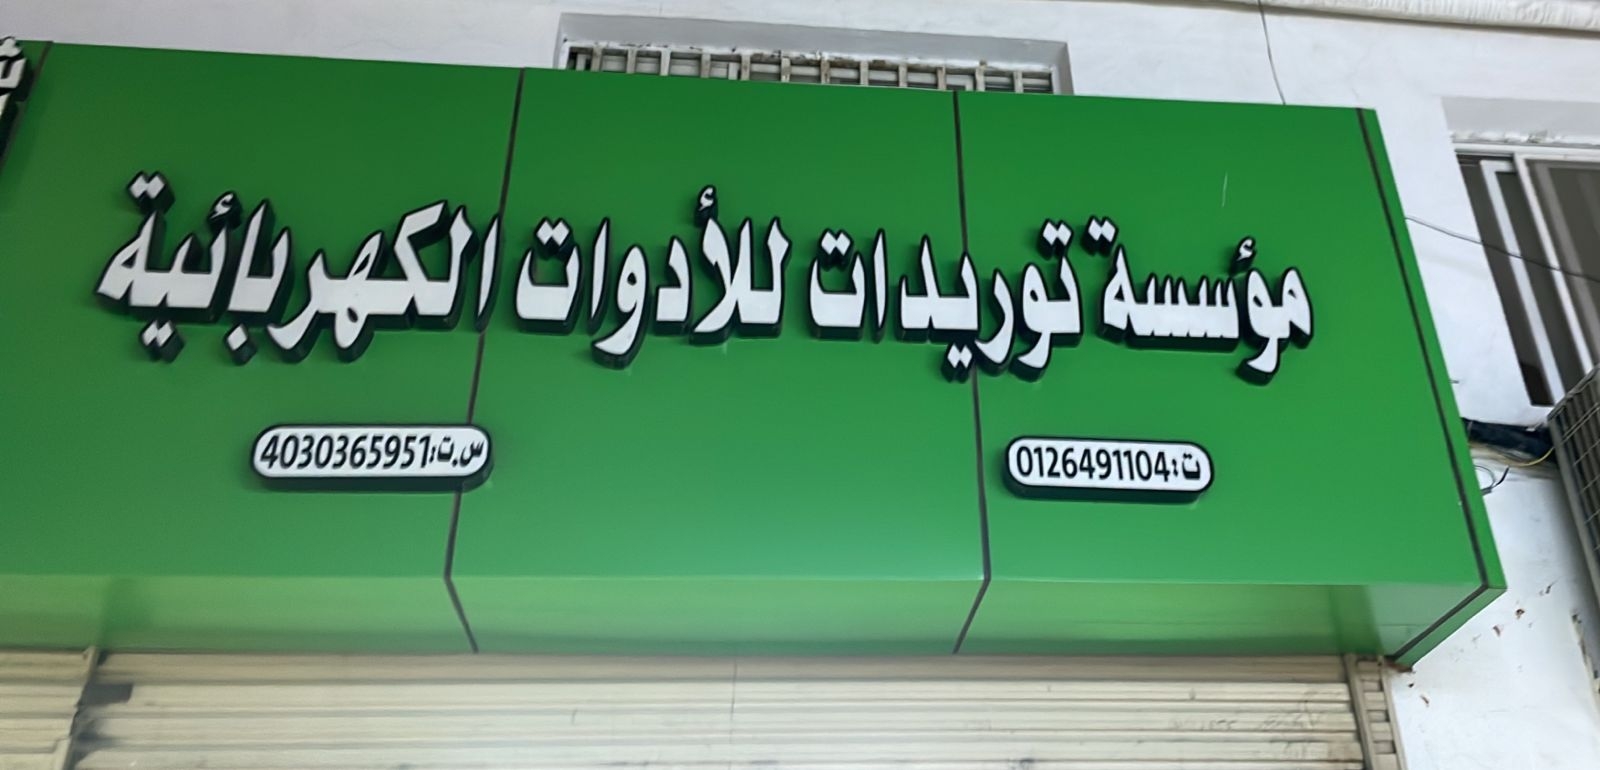 مؤسسة توريدات للأدوات الكهربائية
ت:0126491104
س.ت:4030365951